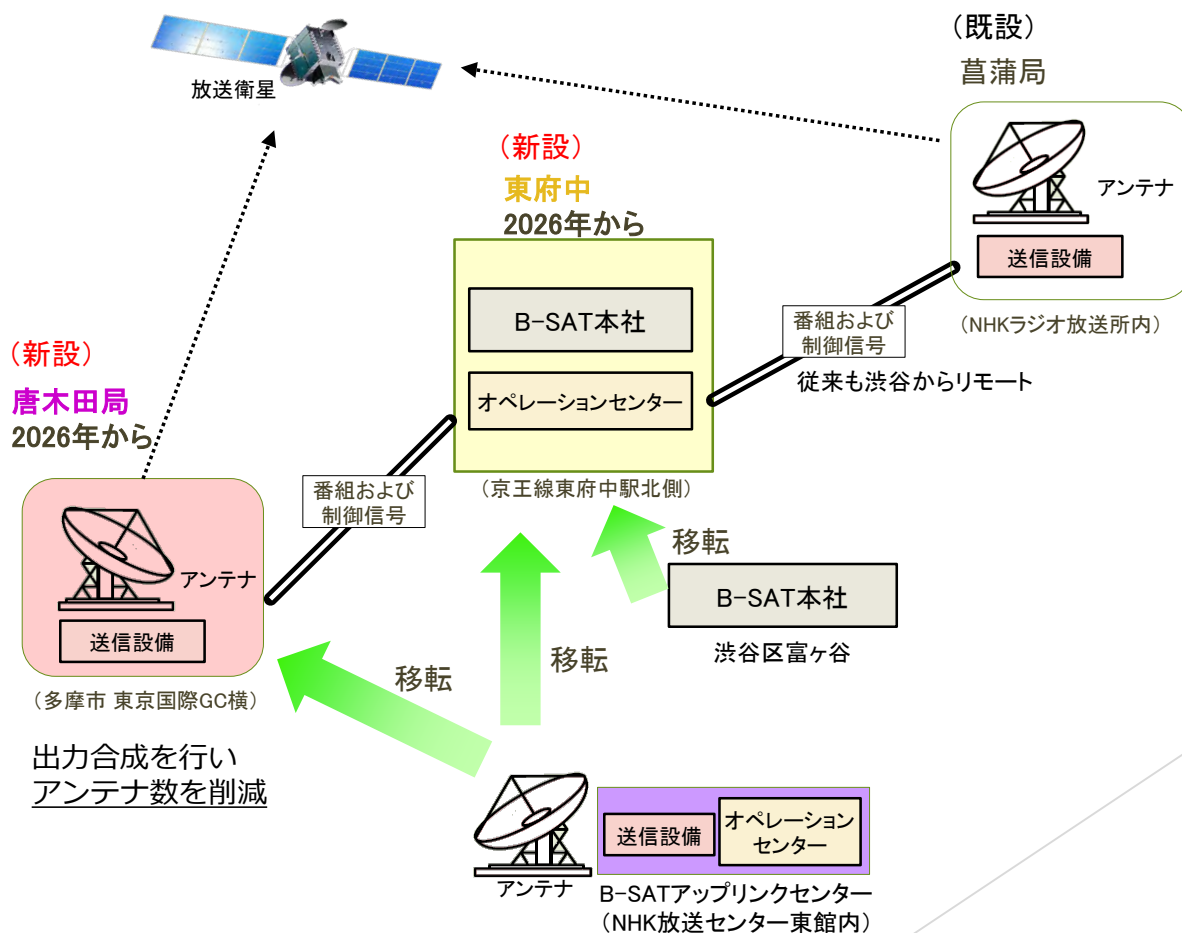 放送衛星
（既設）
菖蒲局
アンテナ
送信設備
（NHKラジオ放送所内）
（新設）
東府中
2026年から
B-SAT本社
オペレーションセンター
（京王線東府中駅北側）
番組および
制御信号
従来も渋谷からリモート
（新設）
唐木田局
2026年から
アンテナ
送信設備
（多摩市 東京国際GC横）
番組および
制御信号
出力合成を行い
アンテナ数を削減
移転
移転
移転
B-SAT本社
渋谷区富ヶ谷
アンテナ
送信設備
オペレーション
センター
B-SATアップリンクセンター
（NHK放送センター東館内）